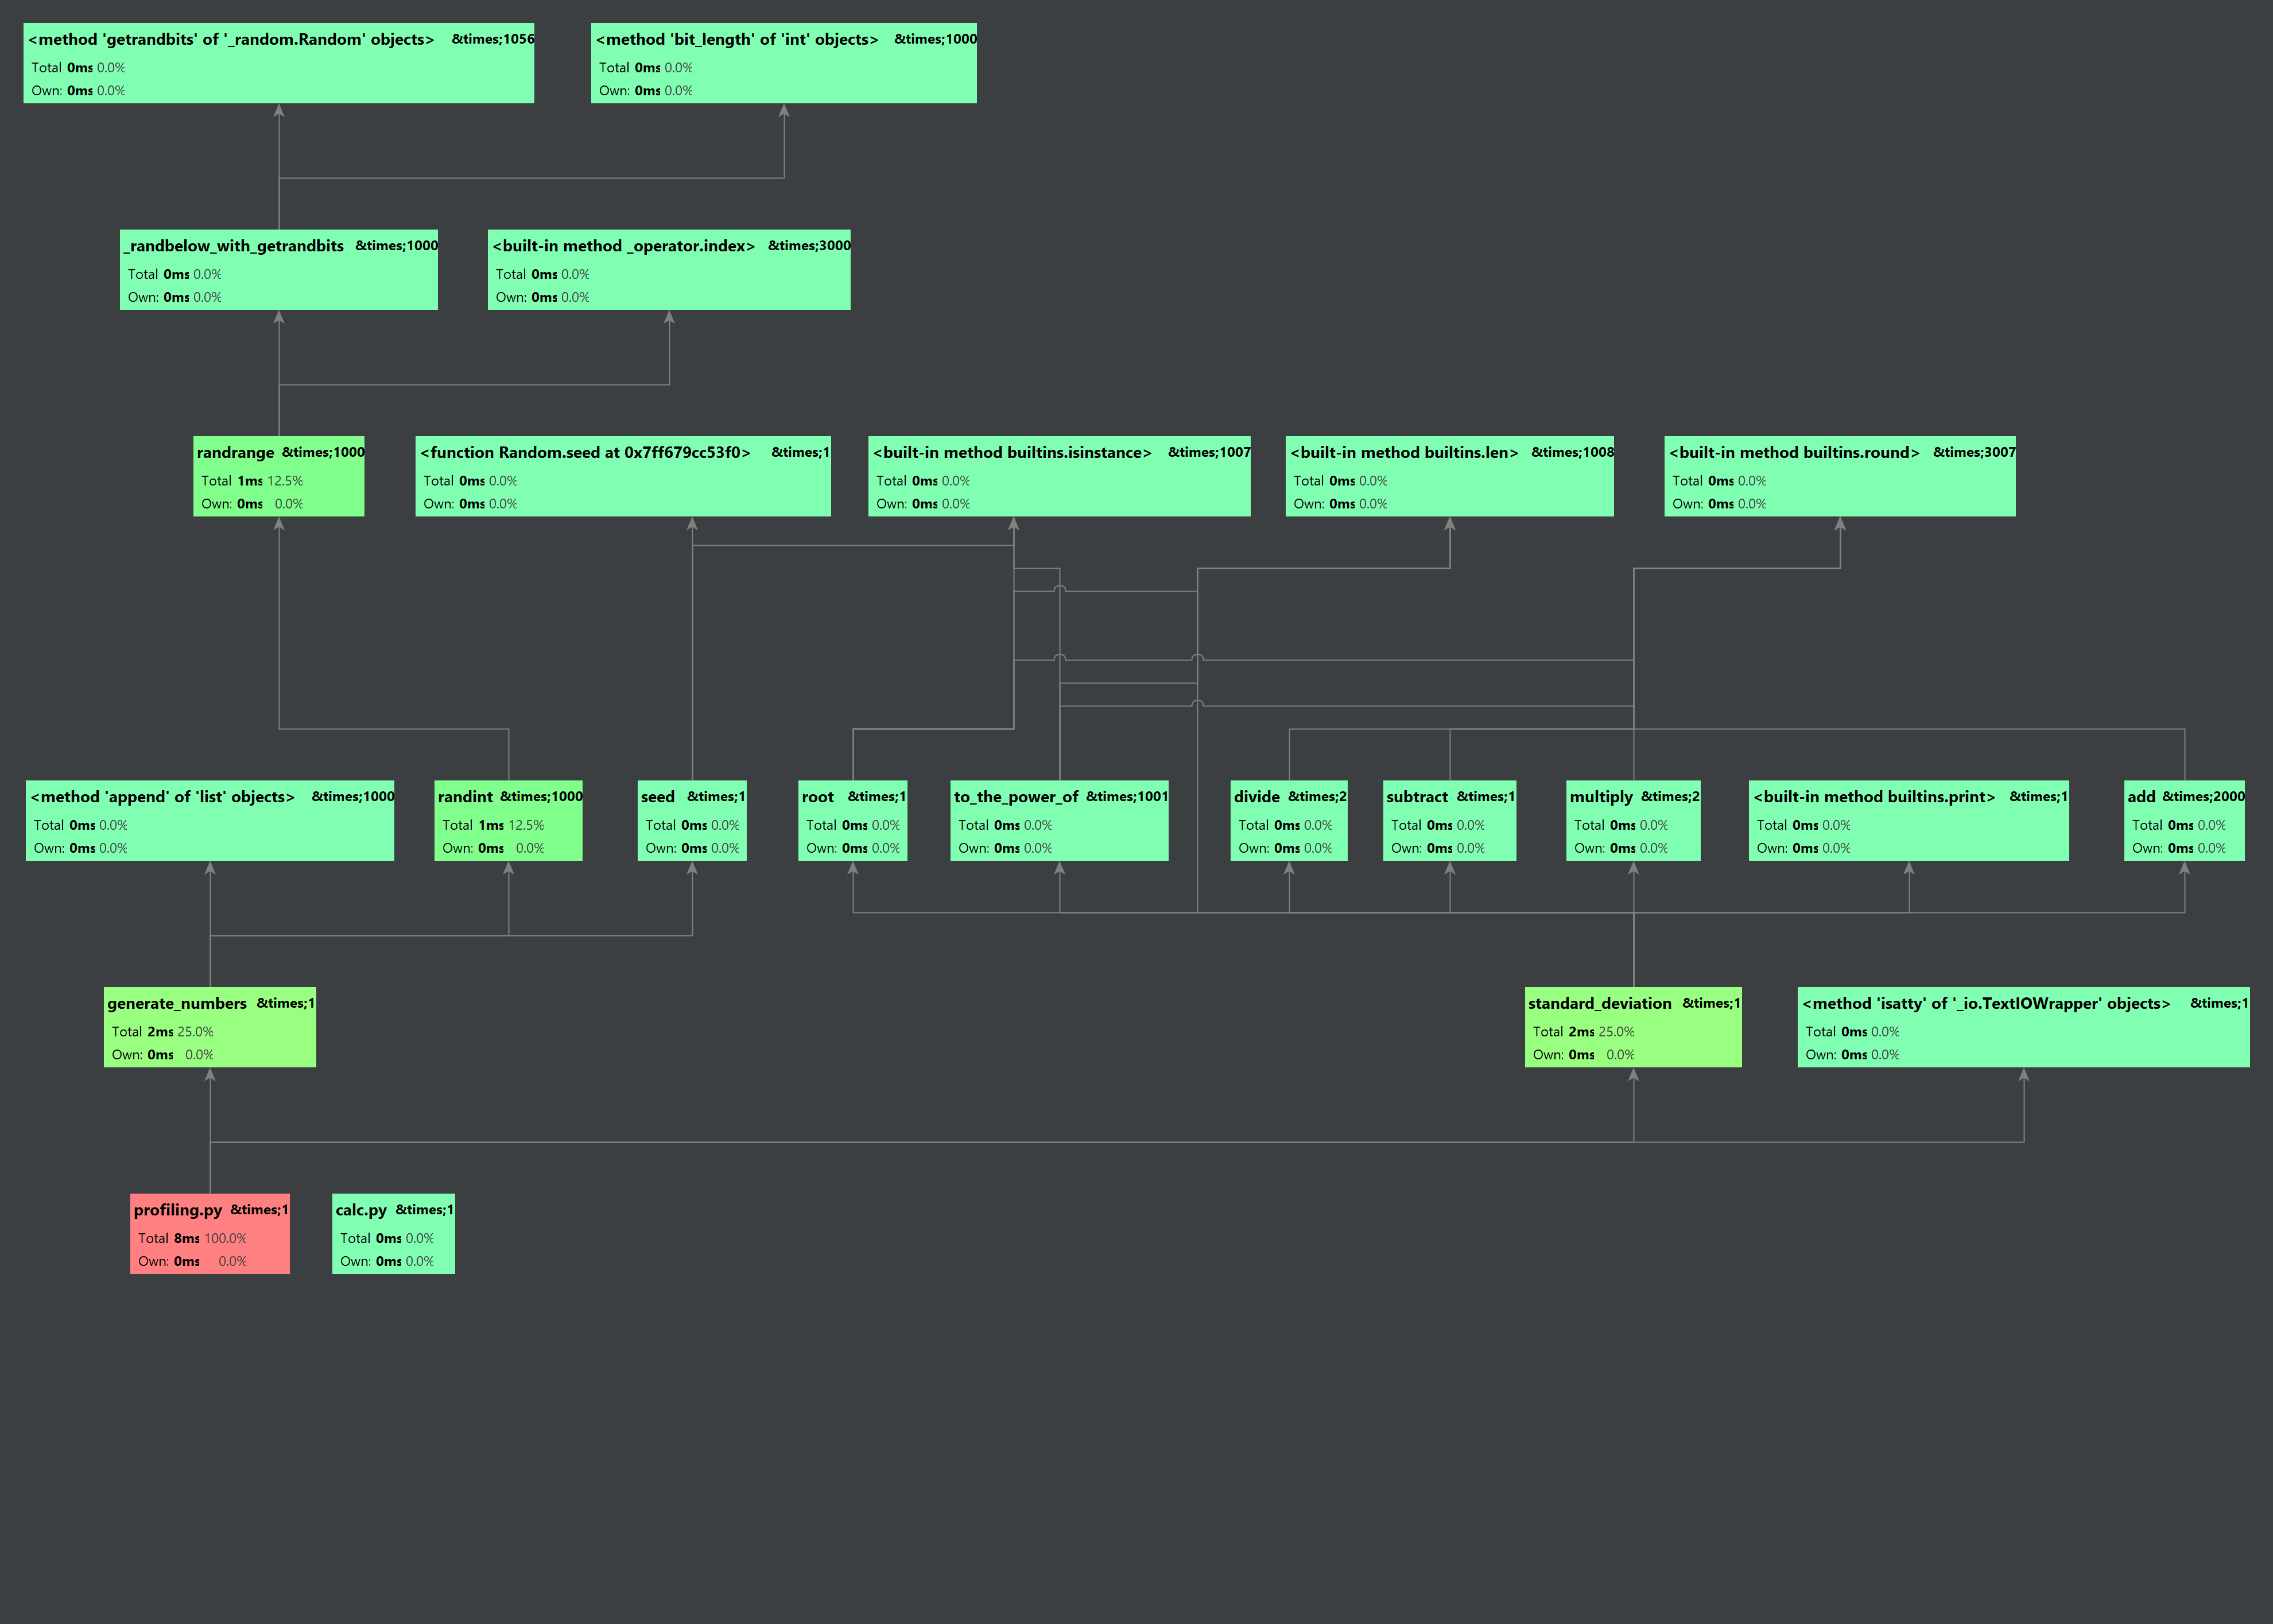 <method 'getrandbits' of '_random.Random' objects> &times;1056
Total 0ms 0.0%
Own: 0ms 0.0%
<method 'bit_length' of 'int' objects> &times;1000
Total 0ms 0.0%
Own: 0ms 0.0%
_randbelow_with_getrandbits &times;1000
Total 0ms 0.0%
Own: 0ms 0.0%
<built-in method _operator.index> &times;3000
Total 0ms 0.0%
Own: 0ms 0.0%
randrange &times;1000
Total 1ms 12.5%
Own: 0ms 0.0%
<function Random.seed at 0x7ff679cc53f0> &times;1
Total 0ms 0.0%
Own: 0ms 0.0%
<built-in method builtins.isinstance> &times;1007
Total 0ms 0.0%
Own: 0ms 0.0%
<built-in method builtins.len> &times;1008
Total 0ms 0.0%
Own: 0ms 0.0%
<built-in method builtins.round> &times;3007
Total 0ms 0.0%
Own: 0ms 0.0%
<method 'append' of 'list' objects> &times;1000
Total 0ms 0.0%
Own: 0ms 0.0%
randint &times;1000
Total 1ms 12.5%
Own: 0ms 0.0%
seed &times;1
Total 0ms 0.0%
Own: 0ms 0.0%
root &times;1
Total 0ms 0.0%
Own: 0ms 0.0%
to_the_power_of &times;1001
Total 0ms 0.0%
Own: 0ms 0.0%
divide &times;2
Total 0ms 0.0%
Own: 0ms 0.0%
subtract &times;1
Total 0ms 0.0%
Own: 0ms 0.0%
multiply &times;2
Total 0ms 0.0%
Own: 0ms 0.0%
<built-in method builtins.print> &times;1
Total 0ms 0.0%
Own: 0ms 0.0%
add &times;2000
Total 0ms 0.0%
Own: 0ms 0.0%
generate_numbers &times;1
Total 2ms 25.0%
Own: 0ms 0.0%
standard_deviation &times;1
Total 2ms 25.0%
Own: 0ms 0.0%
<method 'isatty' of '_io.TextIOWrapper' objects> &times;1
Total 0ms 0.0%
Own: 0ms 0.0%
profiling.py &times;1
Total 8ms 100.0%
Own: 0ms 0.0%
calc.py &times;1
Total 0ms 0.0%
Own: 0ms 0.0%